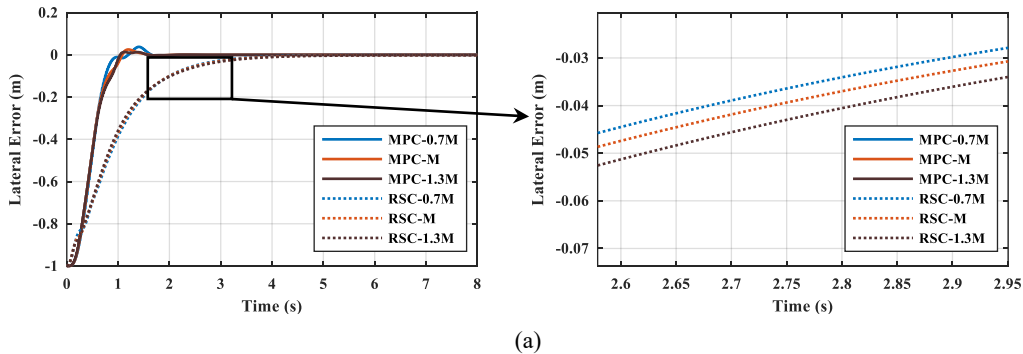 0.2
0
-0.2
-0.4
-0.6
-0.8
-1
Lateral Error (m)
0 1 2 3 4 5 6 7 8
Time (s)
MPC-0.7M
MPC-M
MPC-1.3M
RSC-0.7M
RSC-M
RSC-1.3M
-0.03
-0.04
-0.05
-0.06
-0.07
Lateral Error (m)
2.6 2.65 2.7 2.75 2.8 2.85 2.9 2.95
Time (s)
MPC-0.7M
MPC-M
MPC-1.3M
RSC-0.7M
RSC-M
RSC-1.3M
(a)